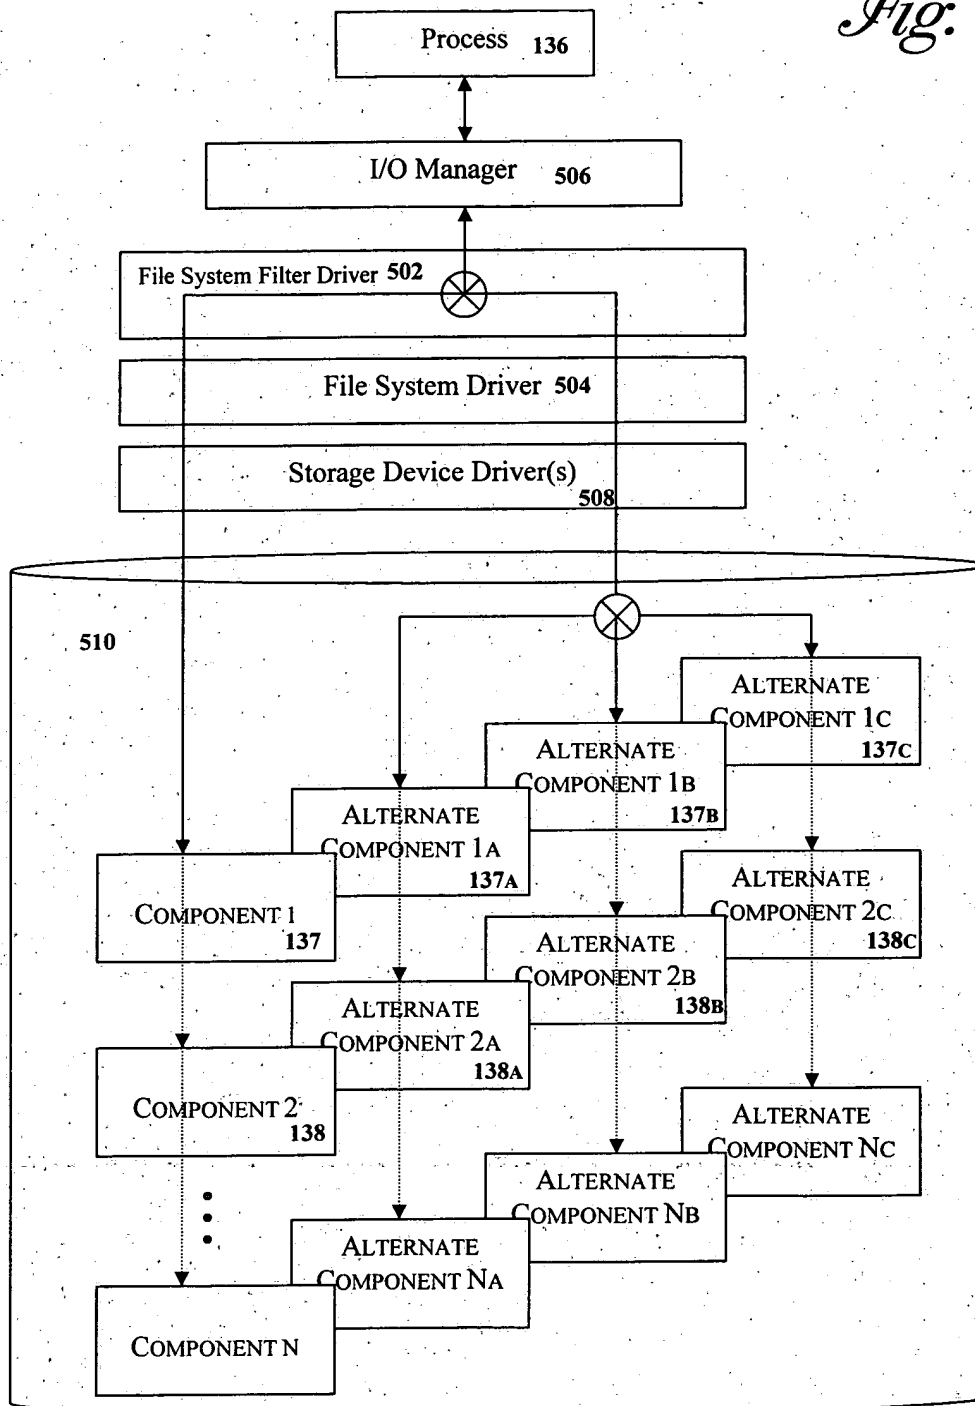 Fig.
Process 136
I/O Manager 506
File System Filter Driver 502
File System Driver 504
Storage Device Driver(s)
508
510
ALTERNATE
COMPONENT 1C
137C
ALTERNATE
COMPONENT 1B
137B
ALTERNATE
COMPONENT 1A
137A
COMPONENT 1
137
ALTERNATE
COMPONENT 2C
138C
ALTERNATE
COMPONENT 2B
138B
ALTERNATE
COMPONENT 2A
138A
COMPONENT 2
138
ALTERNATE
COMPONENT NC
ALTERNATE
COMPONENT NB
ALTERNATE
COMPONENT NA
COMPONENT N